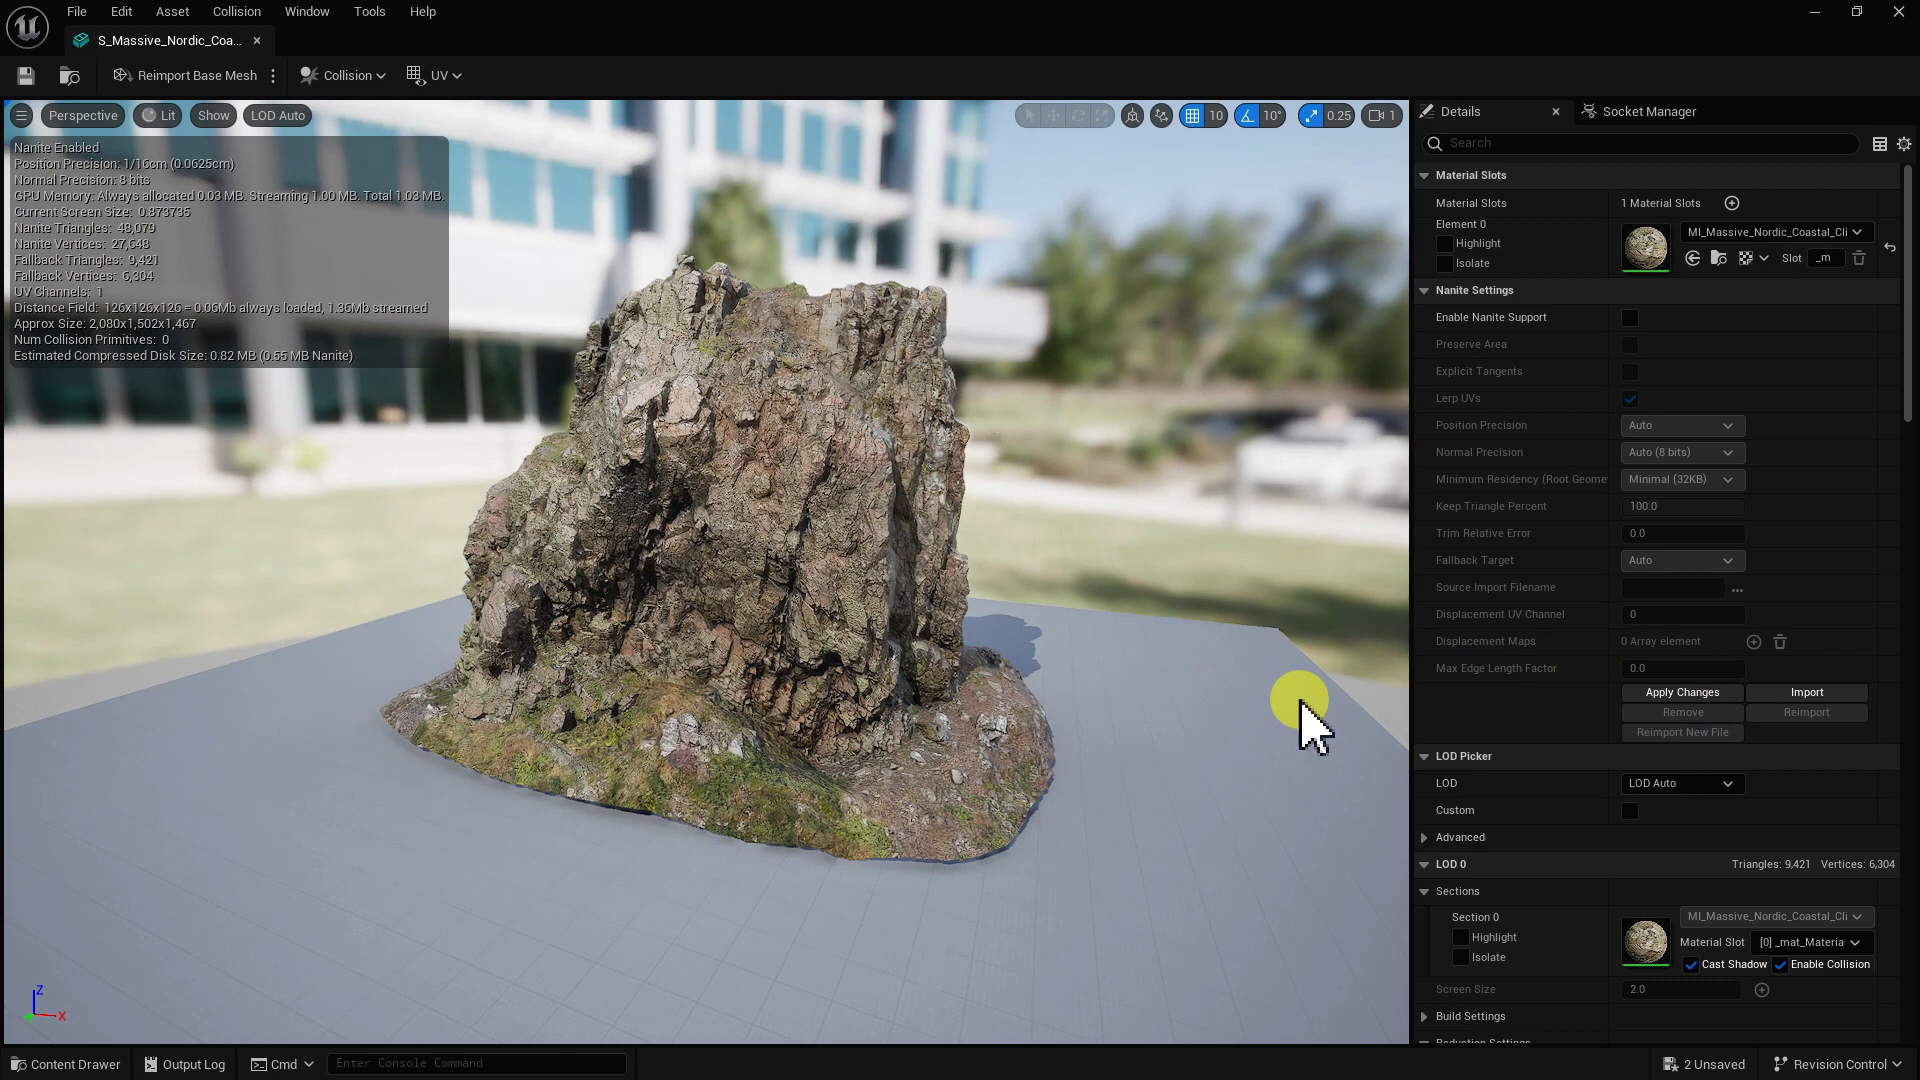 File Edit Asset Collision Window Tools Help
S_Massive_Nordic_Coa...
Reimport Base Mesh Collision UV
Perspective Lit Show LOD Auto 10 10° 0.25 1
Nanite Enabled
Position Precision: 1/16cm (0.0625cm)
Normal Precision: 8 bits
GPU Memory: Always allocated 0.03 MB. Streaming 1.00 MB. Total 1.03 MB.
Current Screen Size: 0.873735
Nanite Triangles: 48,079
Nanite Vertices: 27,648
Fallback Triangles: 9,421
Fallback Vertices: 6,304
UV Channels: 1
Distance Field: 126x126x126 = 0.06Mb always loaded, 1.36Mb streamed
Approx Size: 2,080x1,502x1,467
Num Collision Primitives: 0
Estimated Compressed Disk Size: 0.82 MB (0.55 MB Nanite)
Z
X
Details Socket Manager
Search
Material Slots
Material Slots 1 Material Slots
Element 0
Highlight
Isolate
MI_Massive_Nordic_Coastal_Cli
Slot _m
Nanite Settings
Enable Nanite Support
Preserve Area
Explicit Tangents
Lerp UVs
Position Precision Auto
Normal Precision Auto (8 bits)
Minimum Residency (Root Geome Minimal (32KB)
Keep Triangle Percent 100.0
Trim Relative Error 0.0
Fallback Target Auto
Source Import Filename ...
Displacement UV Channel 0
Displacement Maps 0 Array element
Max Edge Length Factor 0.0
Apply Changes Import
Remove Reimport
Reimport New File
LOD Picker
LOD LOD Auto
Custom
Advanced
LOD 0 Triangles: 9,421 Vertices: 6,304
Sections
Section 0
Highlight
Isolate
MI_Massive_Nordic_Coastal_Cli
Material Slot [0] _mat_Materia
Cast Shadow Enable Collision
Screen Size 2.0
Build Settings
Reduction Settings
Content Drawer Output Log Cmd Enter Console Command 2 Unsaved Revision Control